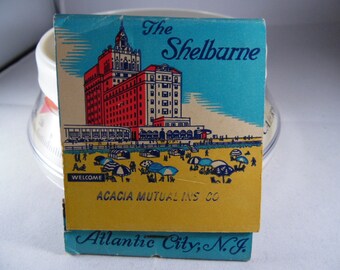 The
Shelburne
WELCOME
ACACIA MUTUAL INS CO
Atlantic City, N.J.